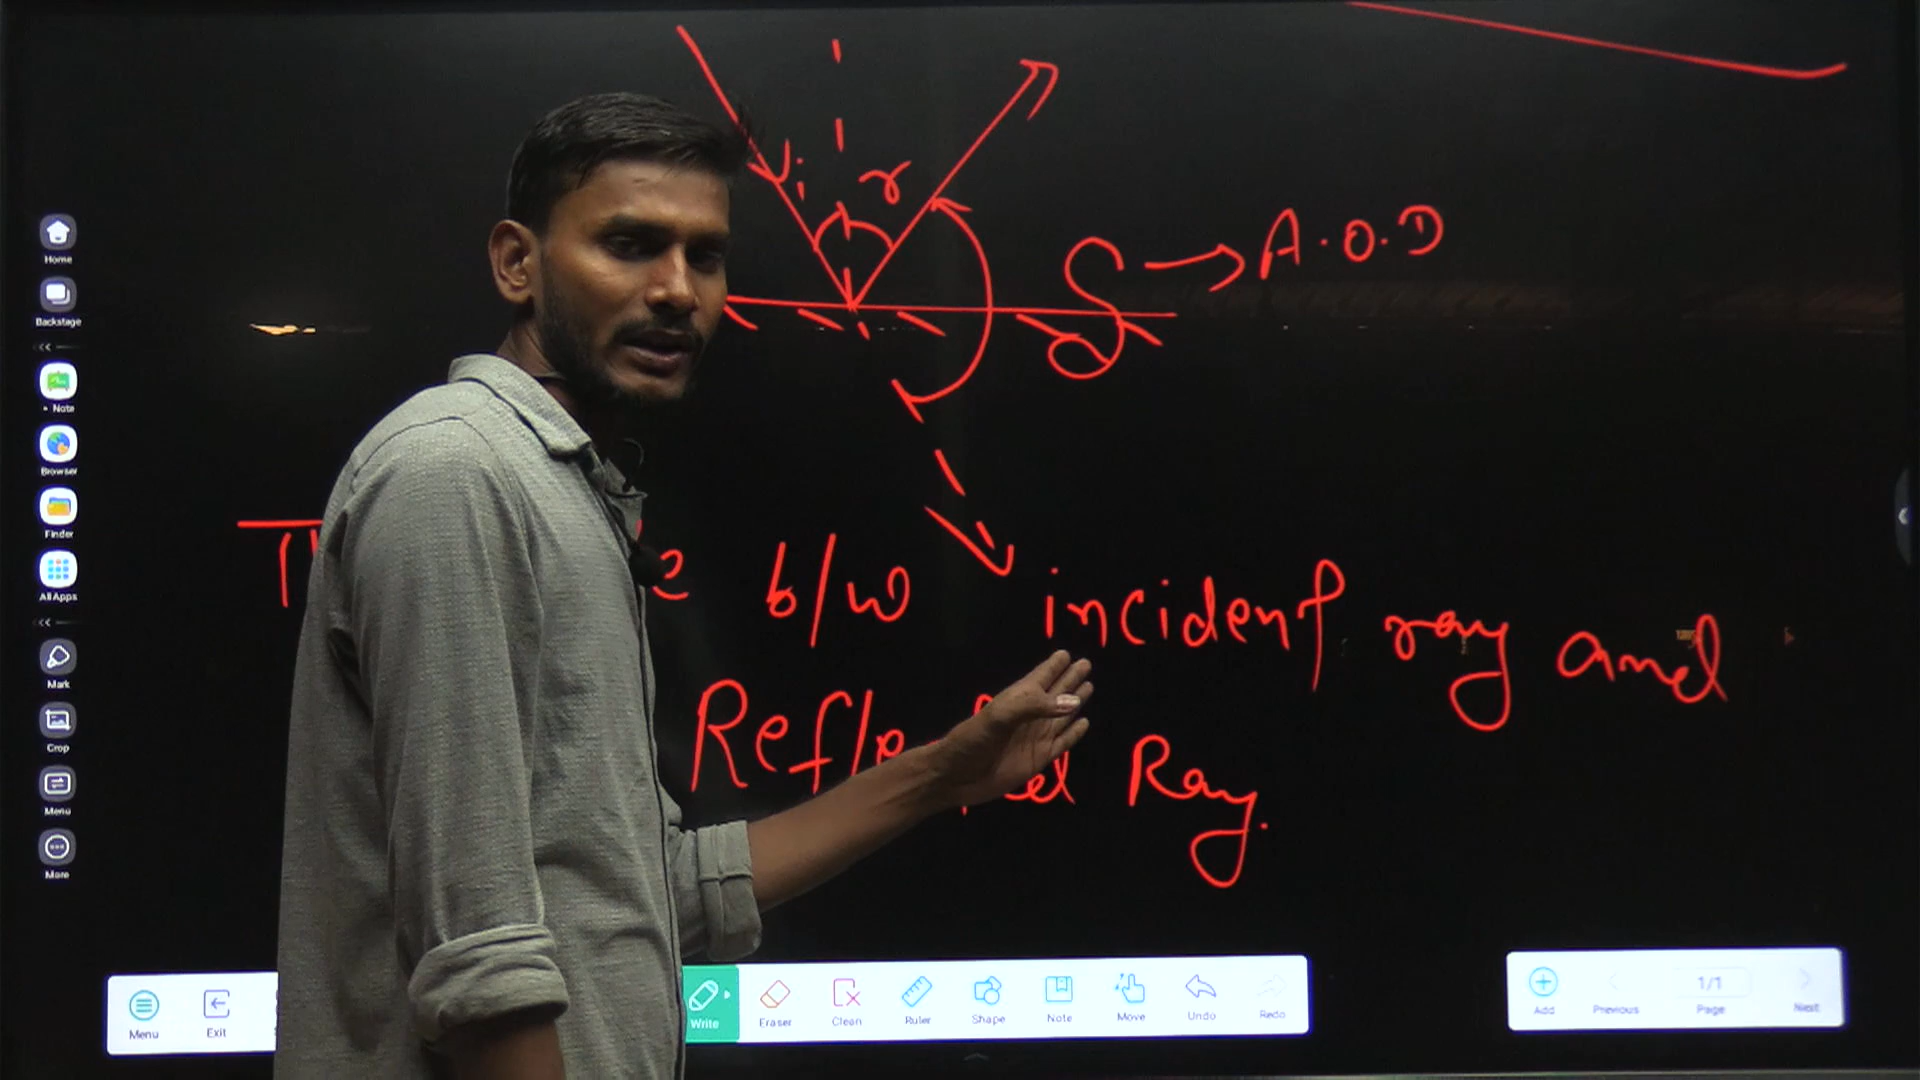 i r
δ → A.O.D
b/w incident ray and
Ray.
Home
Backstage
Note
Browser
Finder
All Apps
Mark
Crop
Menu
More
Menu Exit Write Eraser Clean Ruler Shape Note Move Undo Redo
Add Previous 1/1 Page Next